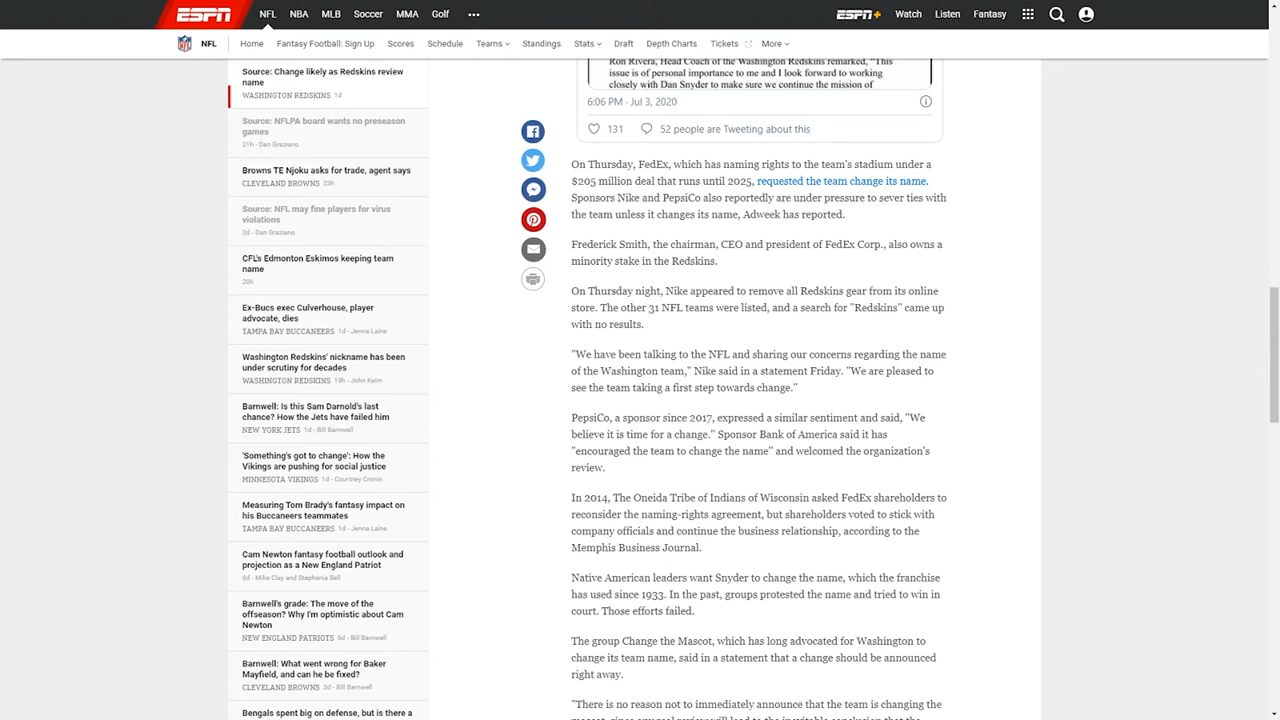 ESPN
NFL
NBA
MLB
Soccer
MMA
Golf
ESPN+
Watch
Listen
Fantasy
NFL
Home
Fantasy Football: Sign Up
Scores
Schedule
Teams
Standings
Stats
Draft
Depth Charts
Tickets
More
Source: Change likely as Redskins review
name
WASHINGTON REDSKINS 1d
Source: NFLPA board wants no preseason
games
21h - Dan Graziano
Browns TE Njoku asks for trade, agent says
CLEVELAND BROWNS 23h
Source: NFL may fine players for virus
violations
2d - Dan Graziano
CFL's Edmonton Eskimos keeping team
name
20h
Ex-Bucs exec Culverhouse, player
advocate, dies
TAMPA BAY BUCCANEERS 1d - Jenna Laine
Washington Redskins' nickname has been
under scrutiny for decades
WASHINGTON REDSKINS 19h - John Keim
Barnwell: Is this Sam Darnold's last
chance? How the Jets have failed him
NEW YORK JETS 1d - Bill Barnwell
'Something's got to change': How the
Vikings are pushing for social justice
MINNESOTA VIKINGS 1d - Courtney Cronin
Measuring Tom Brady's fantasy impact on
his Buccaneers teammates
TAMPA BAY BUCCANEERS 1d - Jenna Laine
Cam Newton fantasy football outlook and
projection as a New England Patriot
6d - Mike Clay and Stephania Bell
Barnwell's grade: The move of the
offseason? Why I'm optimistic about Cam
Newton
NEW ENGLAND PATRIOTS 6d - Bill Barnwell
Barnwell: What went wrong for Baker
Mayfield, and can he be fixed?
CLEVELAND BROWNS 2d - Bill Barnwell
Bengals spent big on defense, but is there a
Ron Rivera, Head Coach of the Washington Redskins remarked, "This
issue is of personal importance to me and I look forward to working
closely with Dan Snyder to make sure we continue the mission of
6:06 PM · Jul 3, 2020
131
52 people are Tweeting about this
On Thursday, FedEx, which has naming rights to the team's stadium under a
$205 million deal that runs until 2025, requested the team change its name.
Sponsors Nike and PepsiCo also reportedly are under pressure to sever ties with
the team unless it changes its name, Adweek has reported.
Frederick Smith, the chairman, CEO and president of FedEx Corp., also owns a
minority stake in the Redskins.
On Thursday night, Nike appeared to remove all Redskins gear from its online
store. The other 31 NFL teams were listed, and a search for "Redskins" came up
with no results.
"We have been talking to the NFL and sharing our concerns regarding the name
of the Washington team," Nike said in a statement Friday. "We are pleased to
see the team taking a first step towards change."
PepsiCo, a sponsor since 2017, expressed a similar sentiment and said, "We
believe it is time for a change." Sponsor Bank of America said it has
"encouraged the team to change the name" and welcomed the organization's
review.
In 2014, The Oneida Tribe of Indians of Wisconsin asked FedEx shareholders to
reconsider the naming-rights agreement, but shareholders voted to stick with
company officials and continue the business relationship, according to the
Memphis Business Journal.
Native American leaders want Snyder to change the name, which the franchise
has used since 1933. In the past, groups protested the name and tried to win in
court. Those efforts failed.
The group Change the Mascot, which has long advocated for Washington to
change its team name, said in a statement that a change should be announced
right away.
"There is no reason not to immediately announce that the team is changing the